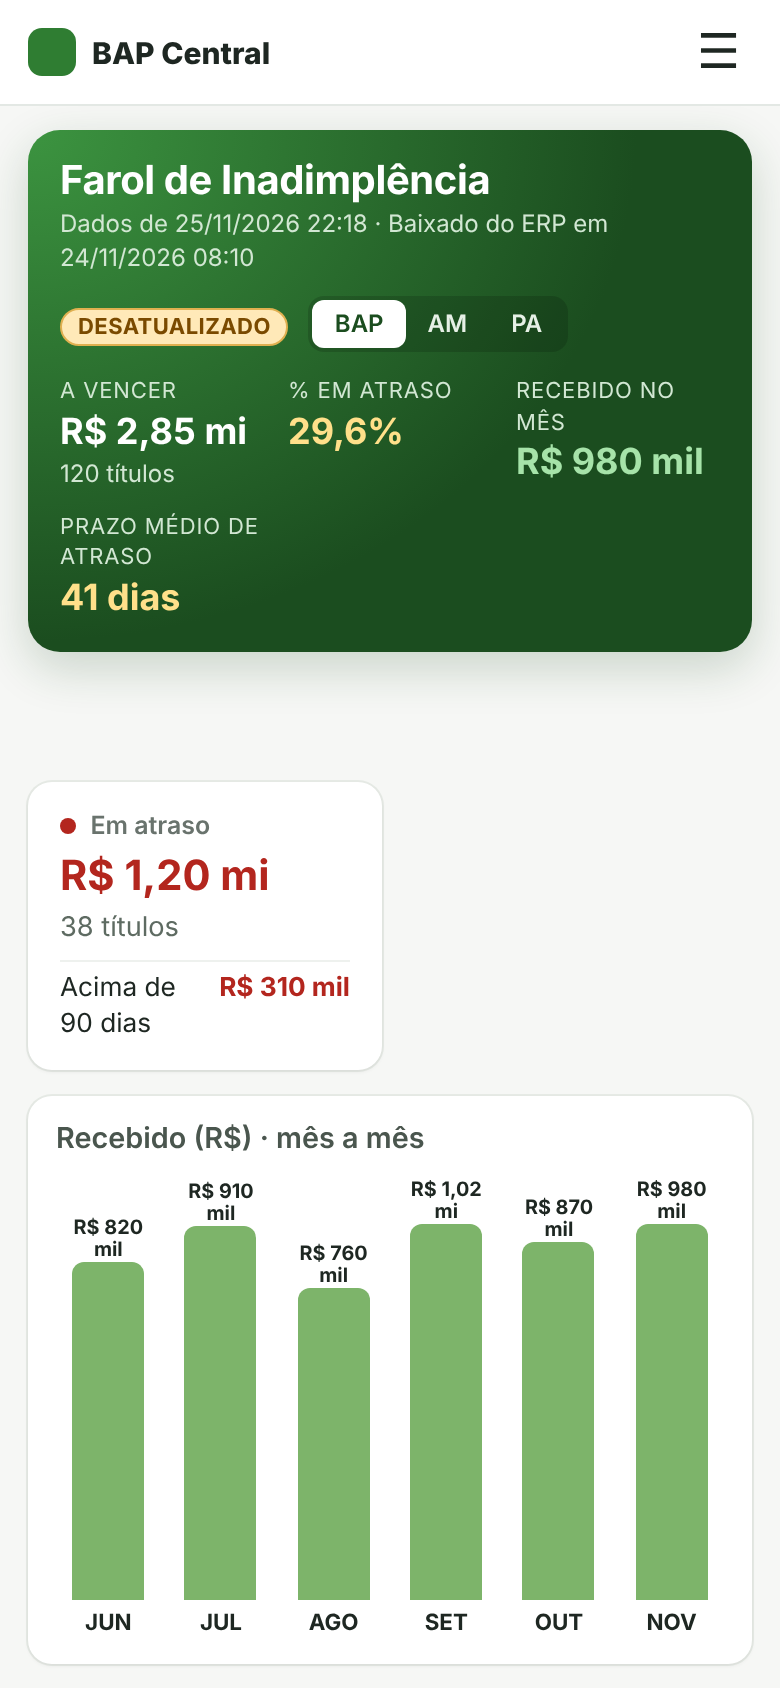 BAP Central
Farol de Inadimplência
Dados de 25/11/2026 22:18 · Baixado do ERP em
24/11/2026 08:10
DESATUALIZADO
BAP AM PA
A VENCER
R$ 2,85 mi
120 títulos
% EM ATRASO
29,6%
RECEBIDO NO
MÊS
R$ 980 mil
PRAZO MÉDIO DE
ATRASO
41 dias
Em atraso
R$ 1,20 mi
38 títulos
Acima de
90 dias
R$ 310 mil
Recebido (R$) · mês a mês
R$ 820
mil
R$ 910
mil
R$ 760
mil
R$ 1,02
mi
R$ 870
mil
R$ 980
mil
JUN JUL AGO SET OUT NOV